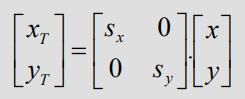 [x_T] = [s_x 0] . [x]
[y_T] [0 s_y] [y]